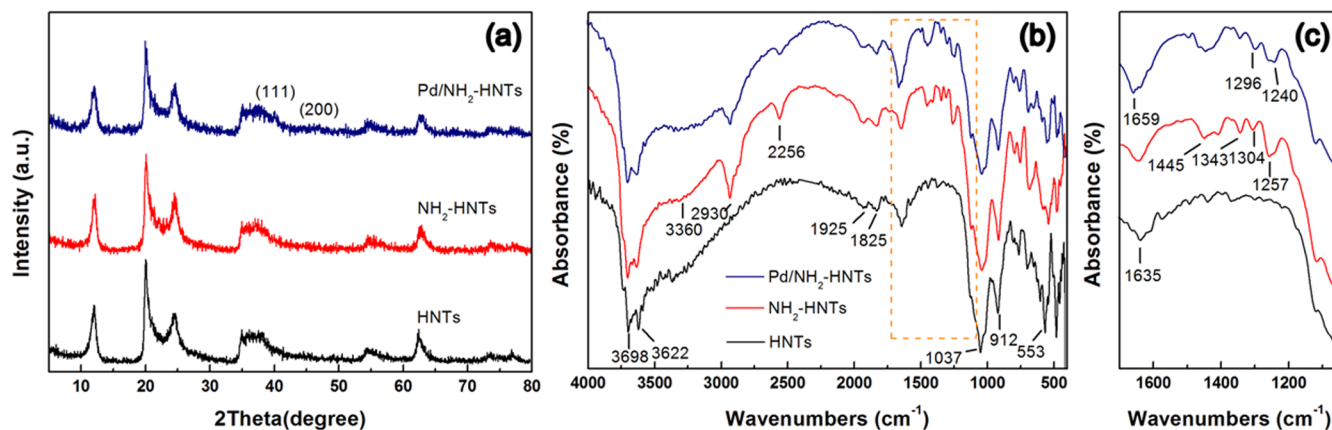 (a)
Intensity (a.u.)
Pd/NH2-HNTs
(111)
(200)
NH2-HNTs
HNTs
10 20 30 40 50 60 70 80
2Theta(degree)
(b)
Absorbance (%)
2256
3360
2930
1925
1825
Pd/NH2-HNTs
NH2-HNTs
HNTs
3698
3622
1037
912
553
4000 3500 3000 2500 2000 1500 1000 500
Wavenumbers (cm-1)
(c)
Absorbance (%)
1659
1296
1240
1445
1343
1304
1257
1635
1600 1400 1200
Wavenumbers (cm-1)